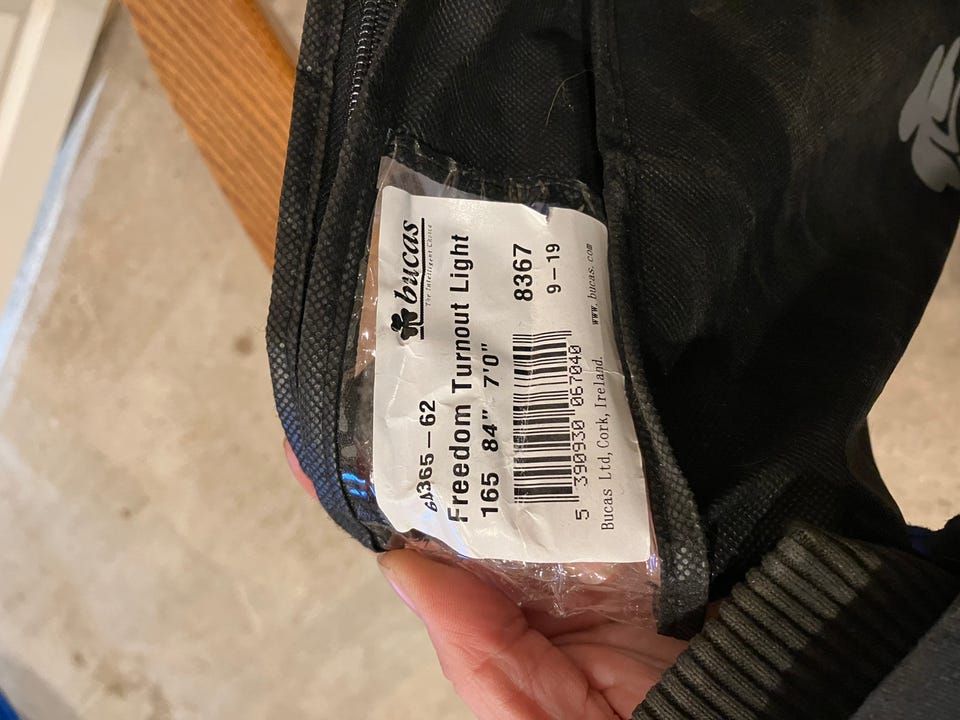 bucas
The Intelligent Choice
GA365-62
Freedom Turnout Light
165 84" 7'0"
8367
9-19
5 390930 067040
Bucas Ltd, Cork, Ireland. www.bucas.com